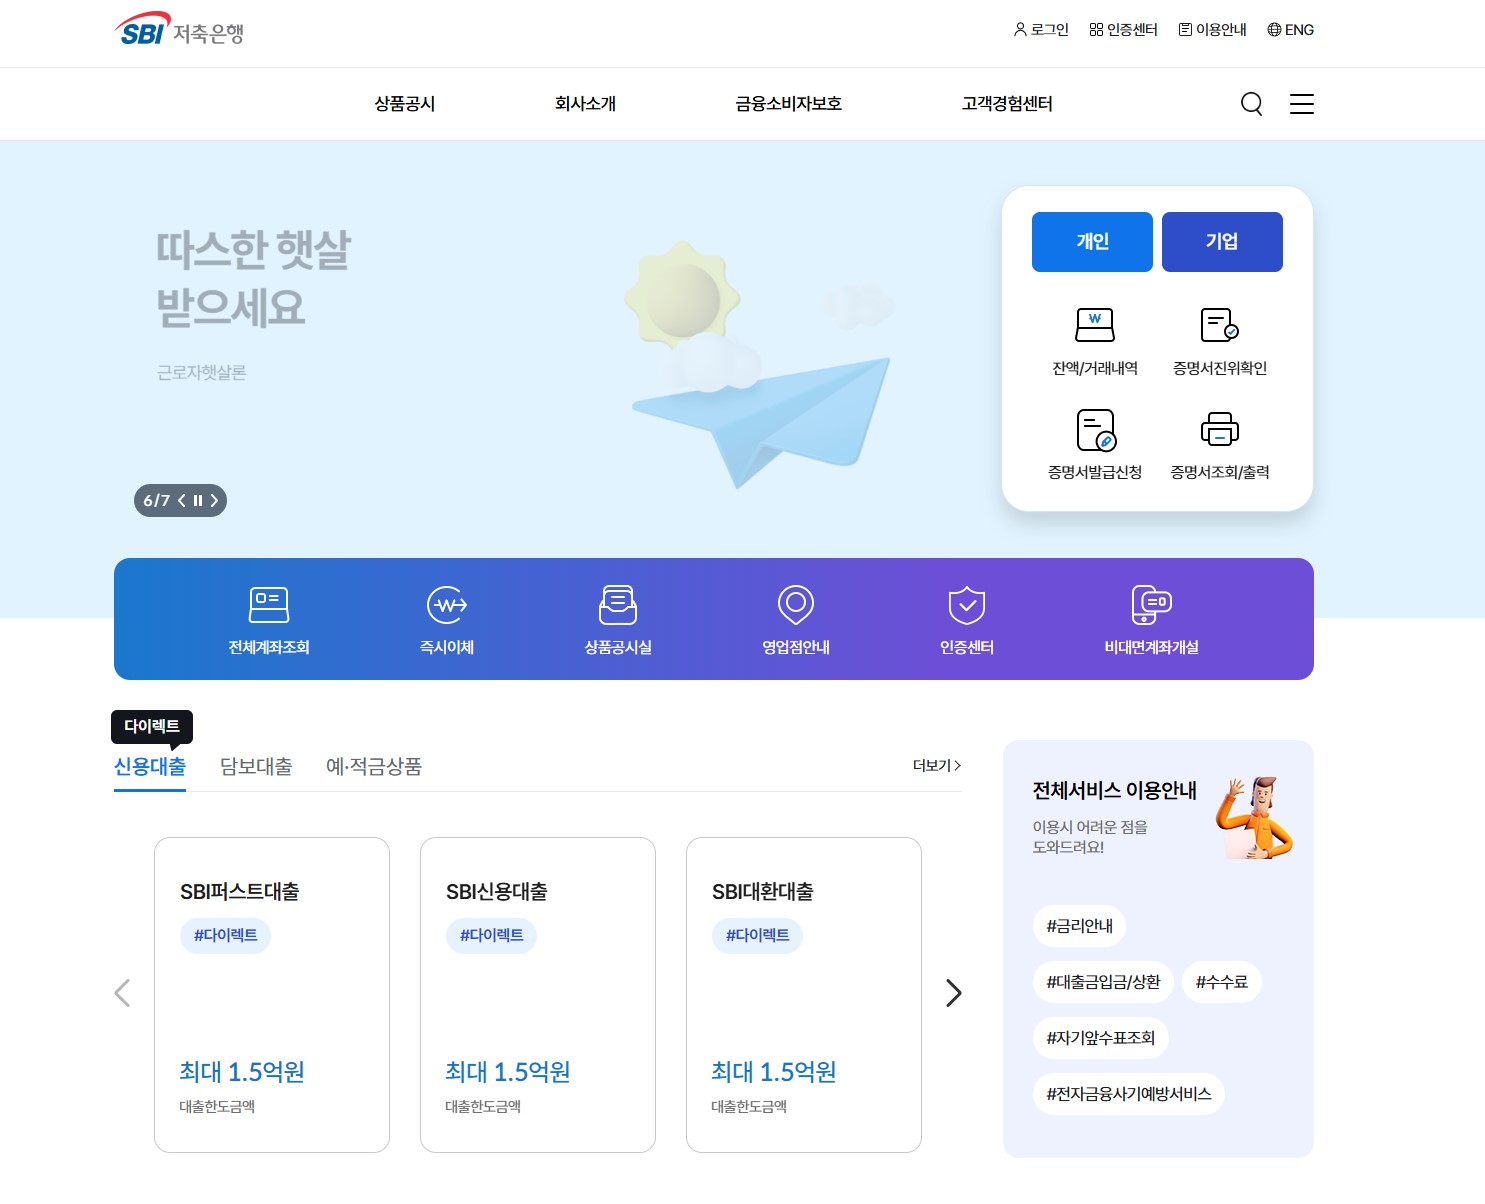 SBI 저축은행
로그인 인증센터 이용안내 ENG
상품공시 회사소개 금융소비자보호 고객경험센터
따스한 햇살
받으세요
근로자햇살론
6/7
개인 기업
잔액/거래내역 증명서진위확인
증명서발급신청 증명서조회/출력
전체계좌조회 즉시이체 상품공시실 영업점안내 인증센터 비대면계좌개설
다이렉트
신용대출 담보대출 예·적금상품 더보기
SBI퍼스트대출
#다이렉트
최대 1.5억원
대출한도금액
SBI신용대출
#다이렉트
최대 1.5억원
대출한도금액
SBI대환대출
#다이렉트
최대 1.5억원
대출한도금액
전체서비스 이용안내
이용시 어려운 점을
도와드려요!
#금리안내
#대출금입금/상환 #수수료
#자기앞수표조회
#전자금융사기예방서비스